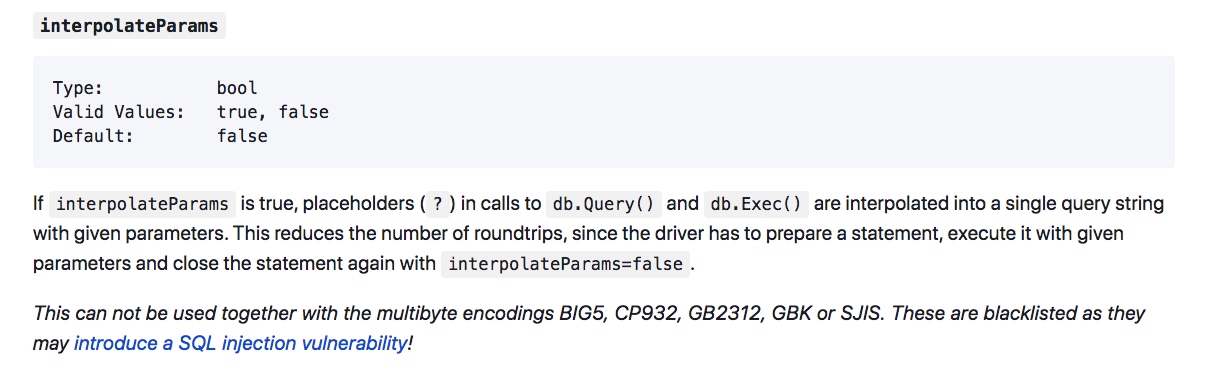 interpolateParams
Type: bool
Valid Values: true, false
Default: false
If interpolateParams is true, placeholders ( ? ) in calls to db.Query() and db.Exec() are interpolated into a single query string
with given parameters. This reduces the number of roundtrips, since the driver has to prepare a statement, execute it with given
parameters and close the statement again with interpolateParams=false .
This can not be used together with the multibyte encodings BIG5, CP932, GB2312, GBK or SJIS. These are blacklisted as they
may introduce a SQL injection vulnerability!